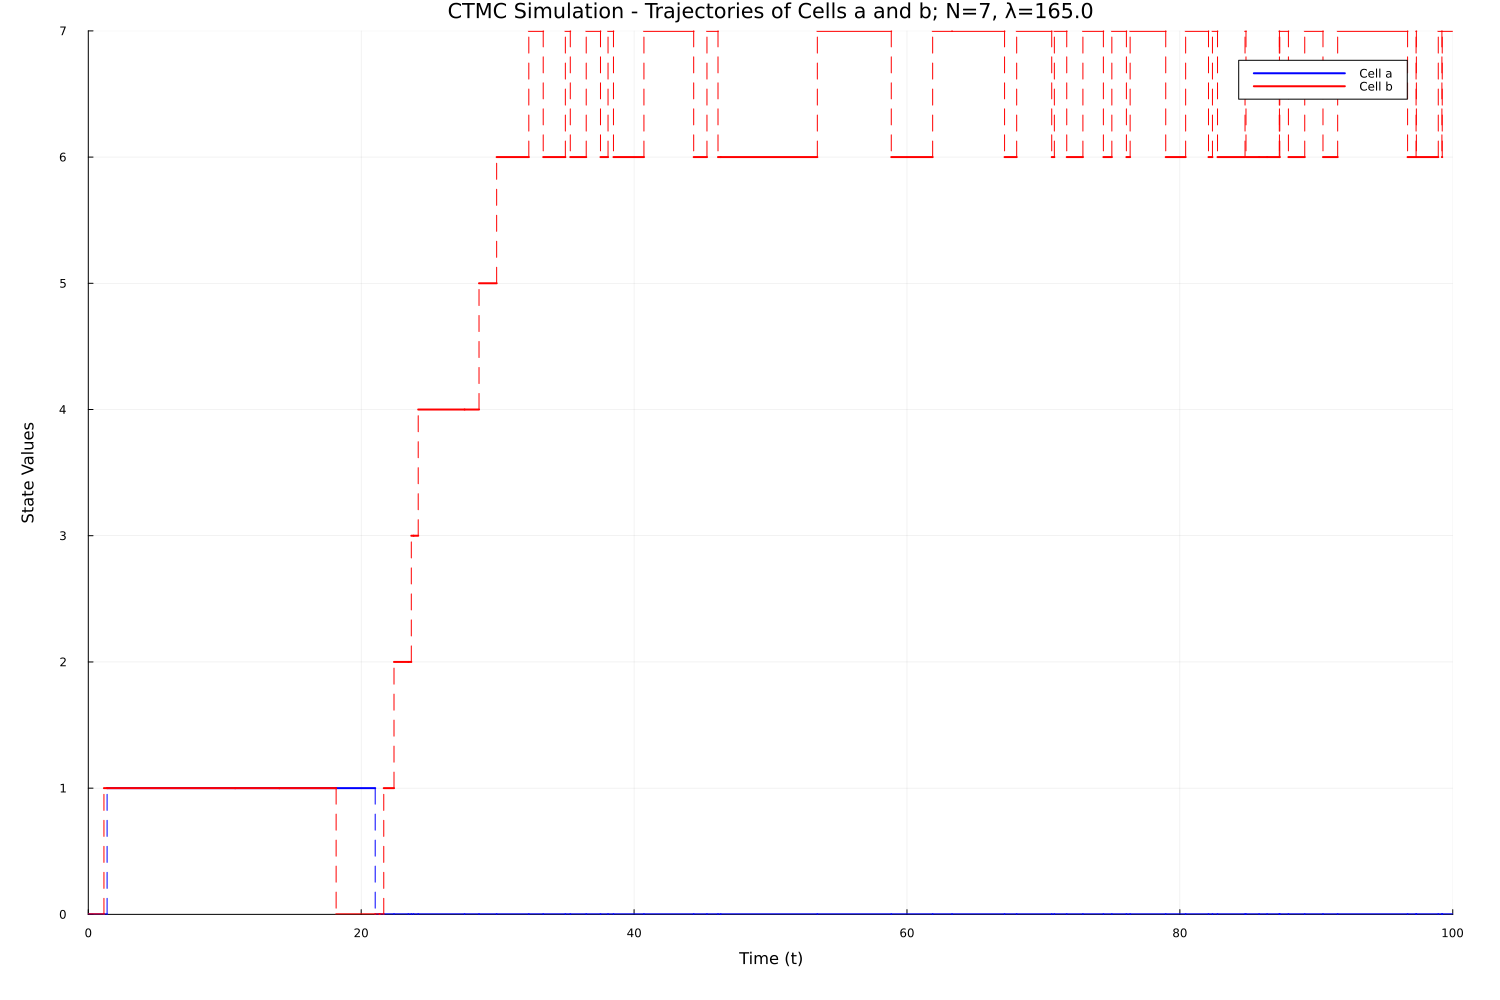 CTMC Simulation - Trajectories of Cells a and b; N=7, λ=165.0
7
Cell a
Cell b
6
5
4
State Values
3
2
1
0
0 20 40 60 80 100
Time (t)